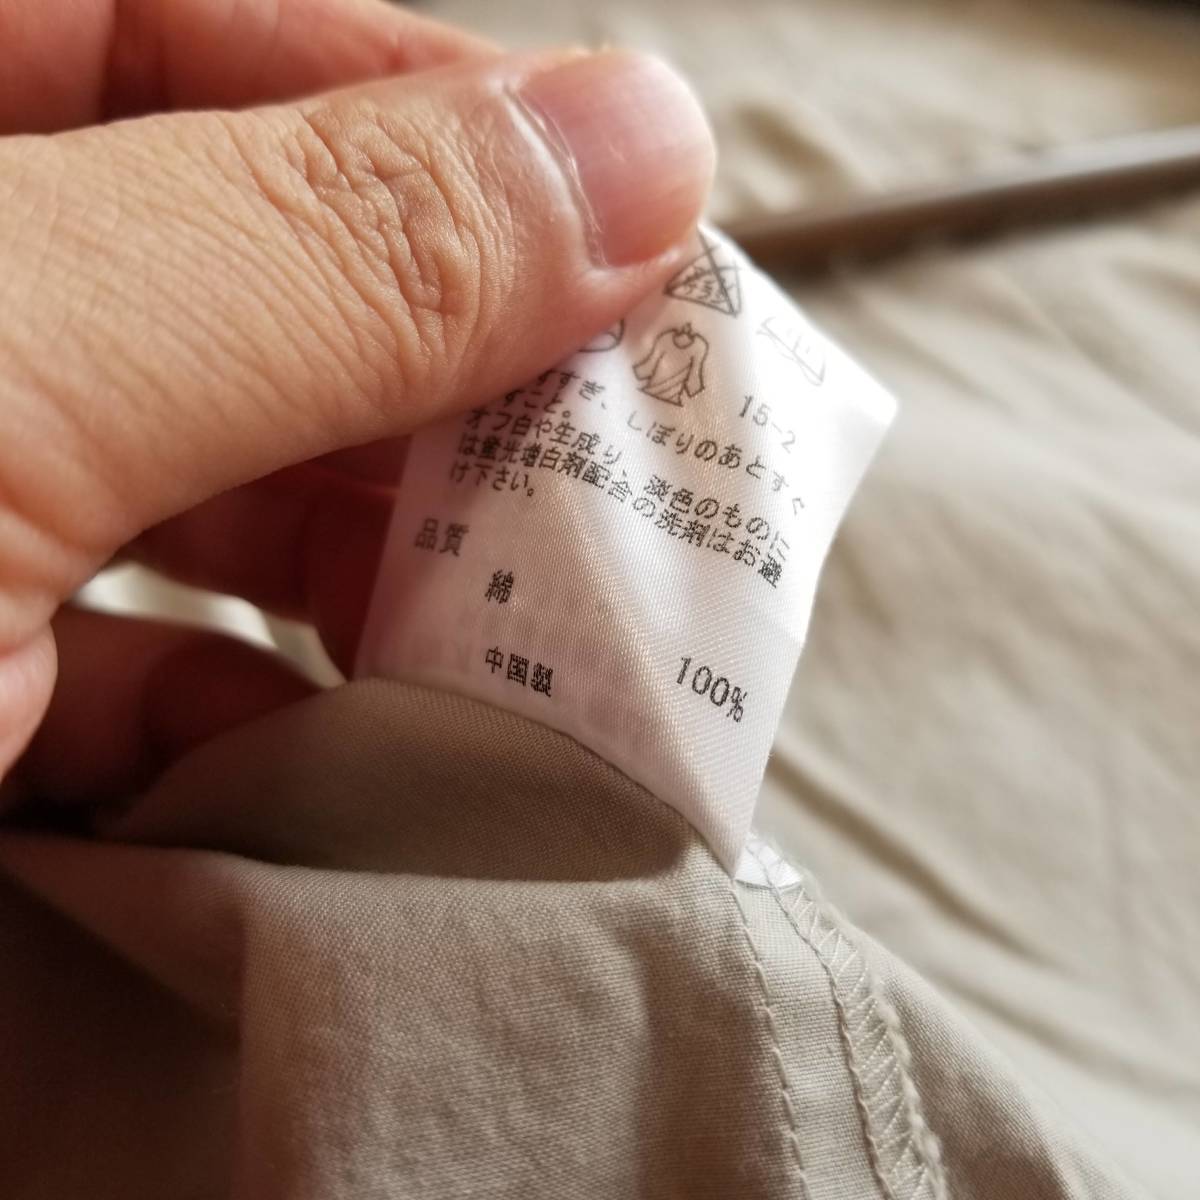 15-2
すすぎ、しぼりのあとすぐ
すこと。
オフ白や生成り、淡色のものに
は蛍光増白剤配合の洗剤はお避
け下さい。
品質
綿 100%
中国製